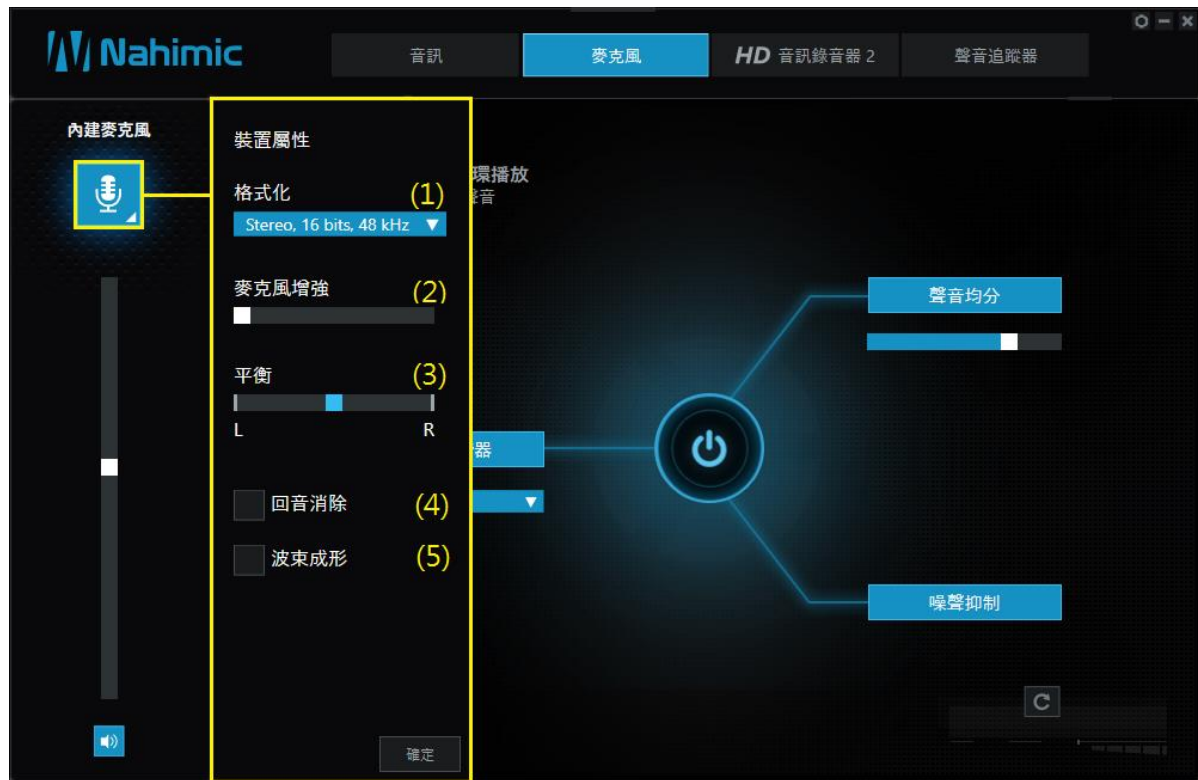 Nahimic
音訊
麥克風
HD 音訊錄音器 2
聲音追蹤器
內建麥克風
裝置屬性
格式化 (1)
Stereo, 16 bits, 48 kHz
麥克風增強 (2)
平衡 (3)
L R
回音消除 (4)
波束成形 (5)
確定
環播放
聲音
器
聲音均分
噪聲抑制